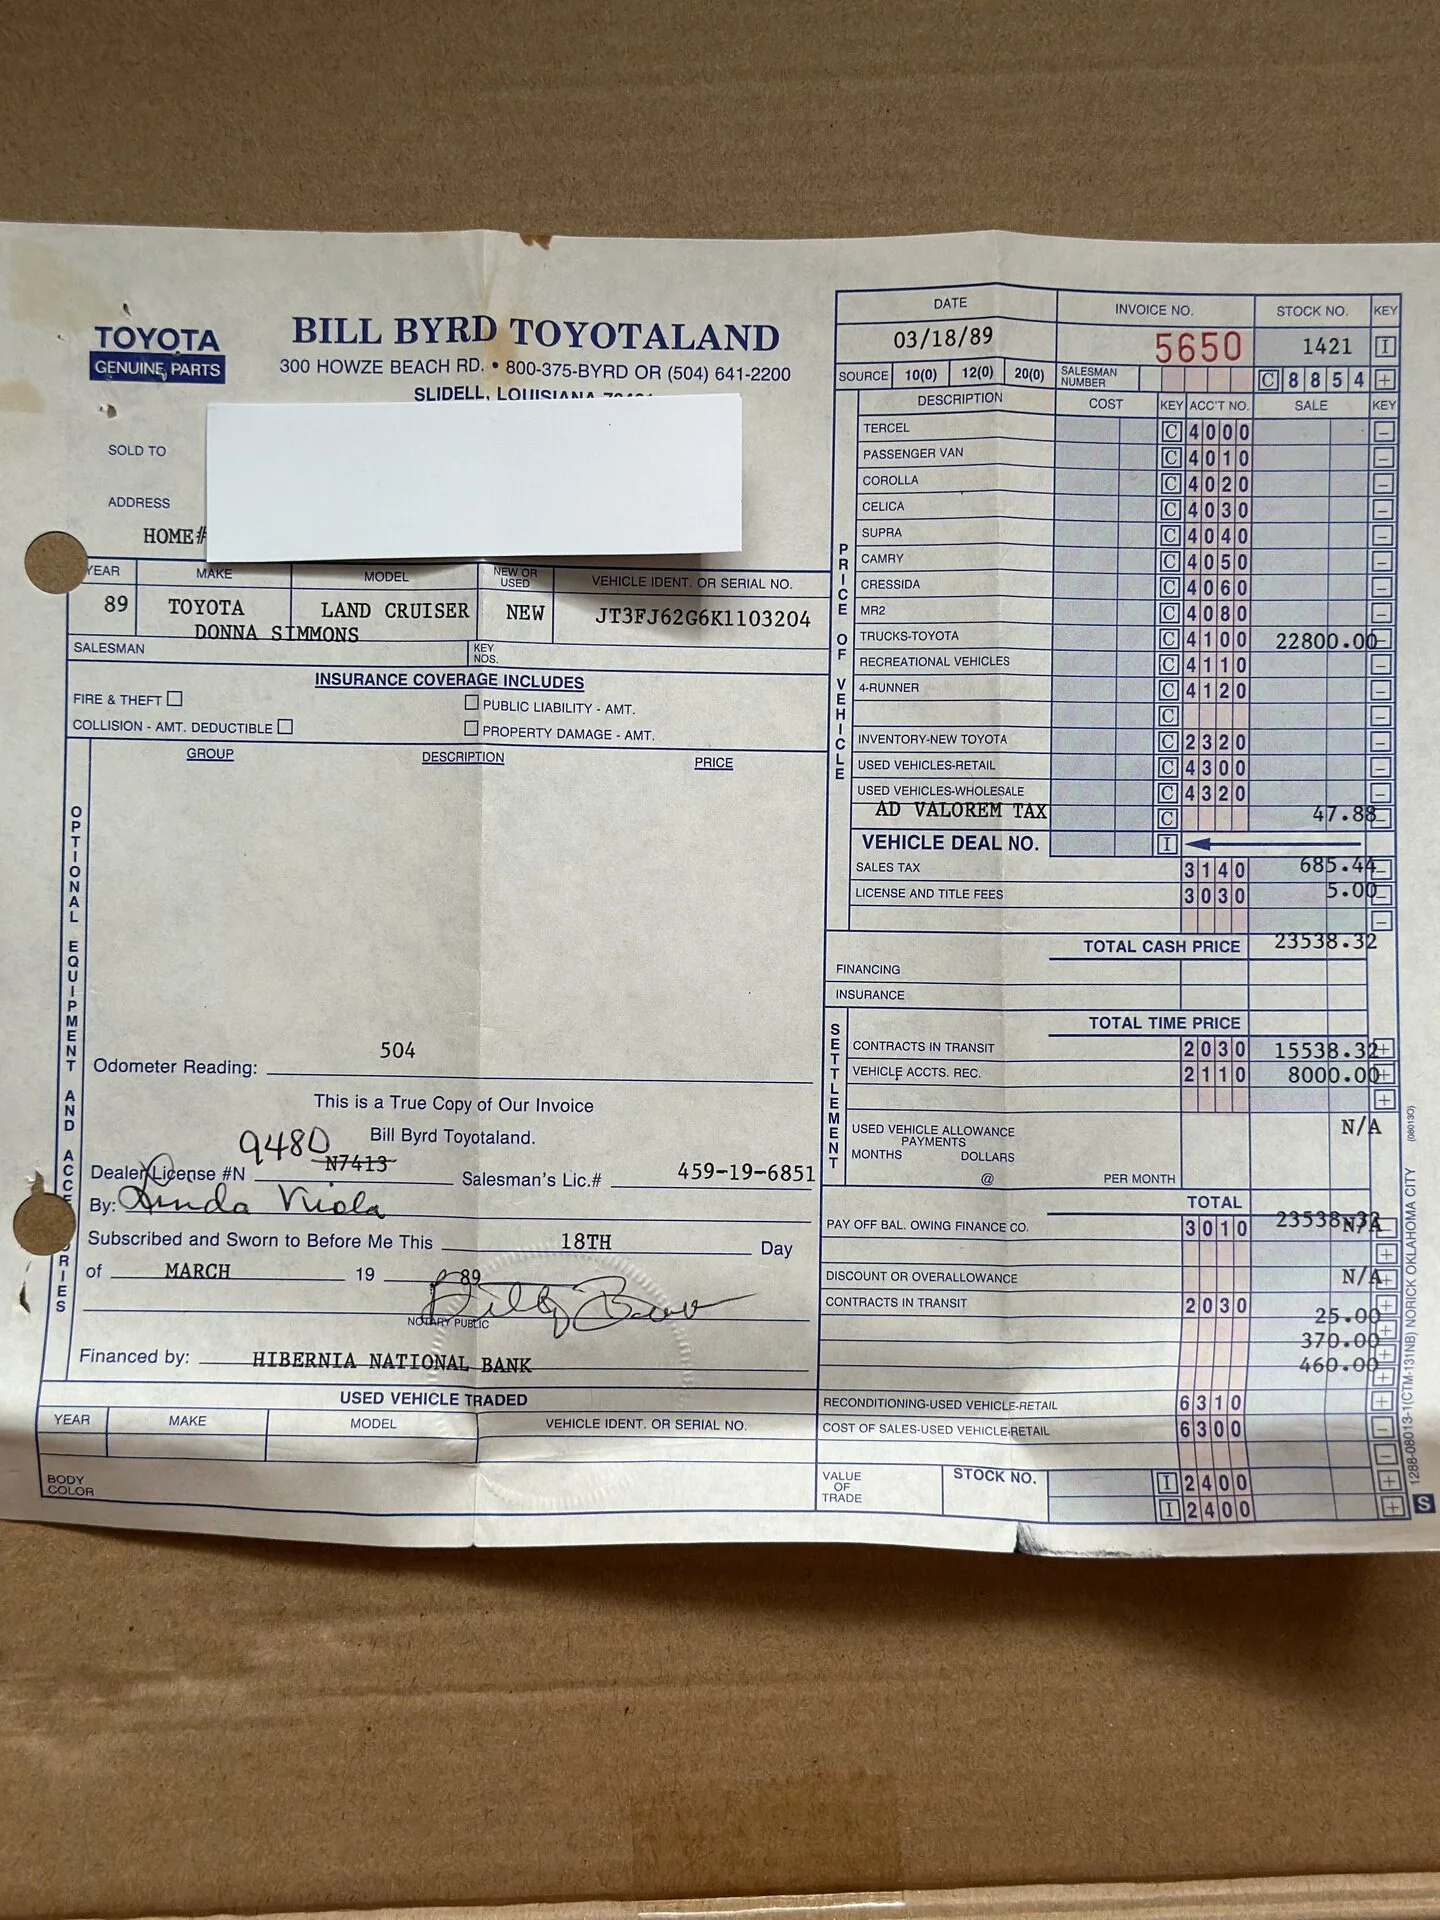 TOYOTA
GENUINE PARTS
BILL BYRD TOYOTALAND
300 HOWZE BEACH RD. • 800-375-BYRD OR (504) 641-2200
SLIDELL, LOUISIANA
SOLD TO
ADDRESS
HOME#
YEAR MAKE MODEL NEW OR USED VEHICLE IDENT. OR SERIAL NO.
89 TOYOTA LAND CRUISER NEW JT3FJ62G6K1103204
DONNA SIMMONS
SALESMAN KEY NOS.
INSURANCE COVERAGE INCLUDES
FIRE & THEFT PUBLIC LIABILITY - AMT.
COLLISION - AMT. DEDUCTIBLE PROPERTY DAMAGE - AMT.
GROUP DESCRIPTION PRICE
OPTIONAL EQUIPMENT AND ACCE RIES
Odometer Reading: 504
This is a True Copy of Our Invoice
Bill Byrd Toyotaland.
9480
Dealer License #N N7413 Salesman's Lic.# 459-19-6851
By: Linda Viola
Subscribed and Sworn to Before Me This 18TH Day
of MARCH 19 89
NOTARY PUBLIC
Financed by: HIBERNIA NATIONAL BANK
USED VEHICLE TRADED
YEAR MAKE MODEL VEHICLE IDENT. OR SERIAL NO.
BODY COLOR
DATE INVOICE NO. STOCK NO. KEY
03/18/89 5650 1421 I
SOURCE 10(0) 12(0) 20(0) SALESMAN NUMBER C 8854 +
DESCRIPTION COST KEY ACC'T NO. SALE KEY
PRICE OF VEHICLE
TERCEL C 4000 −
PASSENGER VAN C 4010 −
COROLLA C 4020 −
CELICA C 4030 −
SUPRA C 4040 −
CAMRY C 4050 −
CRESSIDA C 4060 −
MR2 C 4080 −
TRUCKS-TOYOTA C 4100 22800.00 −
RECREATIONAL VEHICLES C 4110 −
4-RUNNER C 4120 −
C −
INVENTORY-NEW TOYOTA C 2320 −
USED VEHICLES-RETAIL C 4300 −
USED VEHICLES-WHOLESALE C 4320 −
AD VALOREM TAX C 47.88 −
VEHICLE DEAL NO. I
SALES TAX 3140 685.44 −
LICENSE AND TITLE FEES 3030 5.00 −
−
TOTAL CASH PRICE 23538.32
FINANCING
INSURANCE
TOTAL TIME PRICE
SETTLEMENT
CONTRACTS IN TRANSIT 2030 15538.32 +
VEHICLE ACCTS. REC. 2110 8000.00 +
+
USED VEHICLE ALLOWANCE N/A
PAYMENTS
MONTHS DOLLARS
@ PER MONTH
TOTAL 23538.32
PAY OFF BAL. OWING FINANCE CO. 3010 N/A −
+
DISCOUNT OR OVERALLOWANCE N/A +
CONTRACTS IN TRANSIT 2030 25.00 +
370.00 +
460.00 +
+
RECONDITIONING-USED VEHICLE-RETAIL 6310 +
COST OF SALES-USED VEHICLE-RETAIL 6300 −
−
VALUE OF TRADE STOCK NO. I 2400 +
I 2400 +
1288-08013-1(CTM-131NB) NORICK OKLAHOMA CITY (08013O)
S